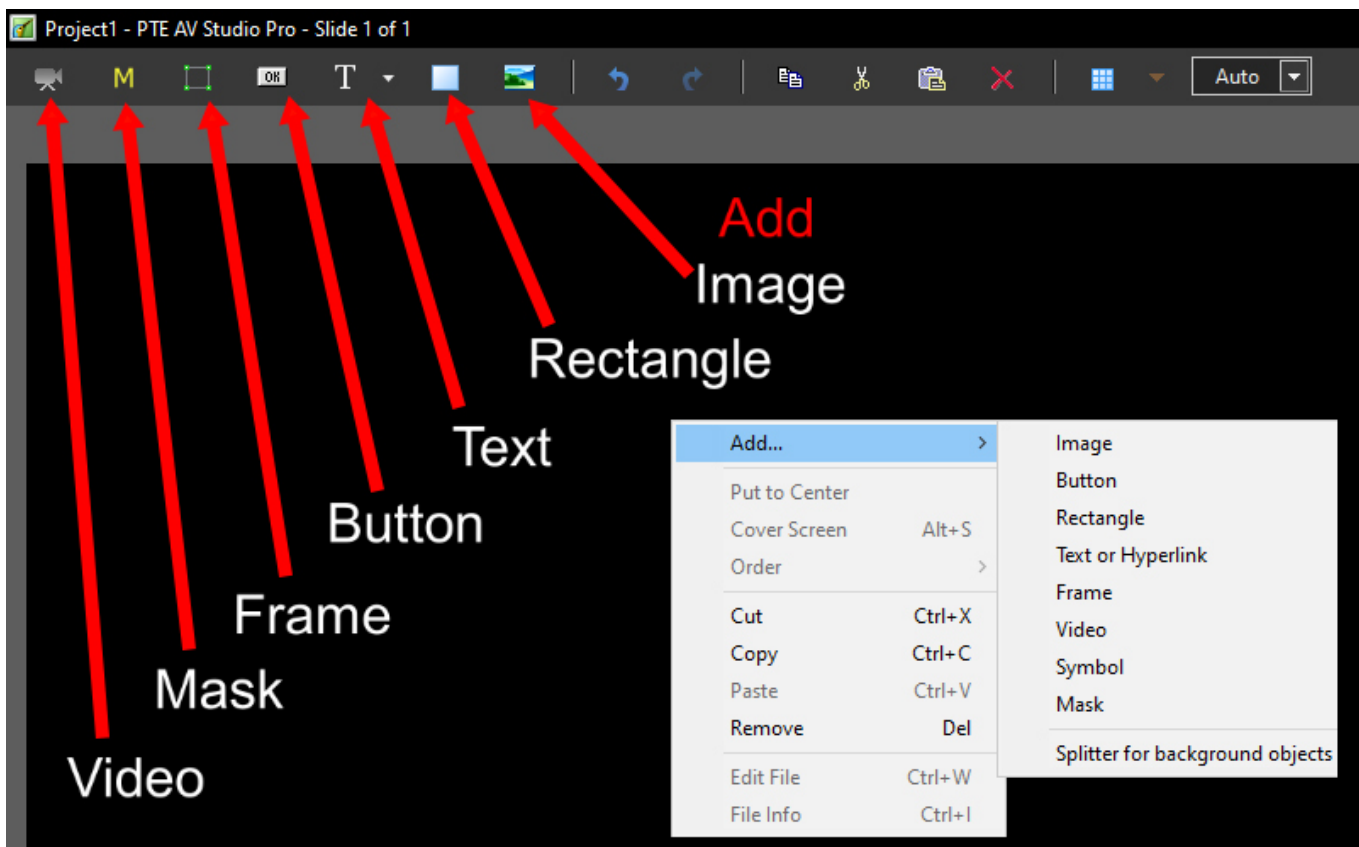 Project1 - PTE AV Studio Pro - Slide 1 of 1
M
OK
T
Auto
Add
Image
Rectangle
Text
Button
Frame
Mask
Video
Add...
Put to Center
Cover Screen Alt+S
Order
Cut Ctrl+X
Copy Ctrl+C
Paste Ctrl+V
Remove Del
Edit File Ctrl+W
File Info Ctrl+I
Image
Button
Rectangle
Text or Hyperlink
Frame
Video
Symbol
Mask
Splitter for background objects